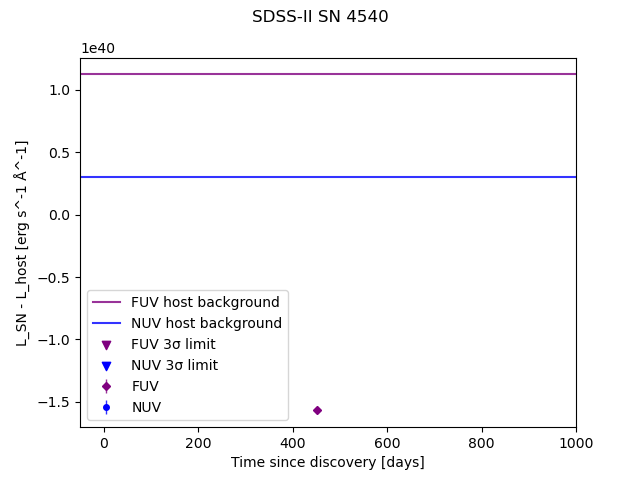 SDSS-II SN 4540
1e40
1.0
0.5
0.0
−0.5
−1.0
−1.5
L_SN - L_host [erg s^-1 Å^-1]
FUV host background
NUV host background
FUV 3σ limit
NUV 3σ limit
FUV
NUV
0 200 400 600 800 1000
Time since discovery [days]